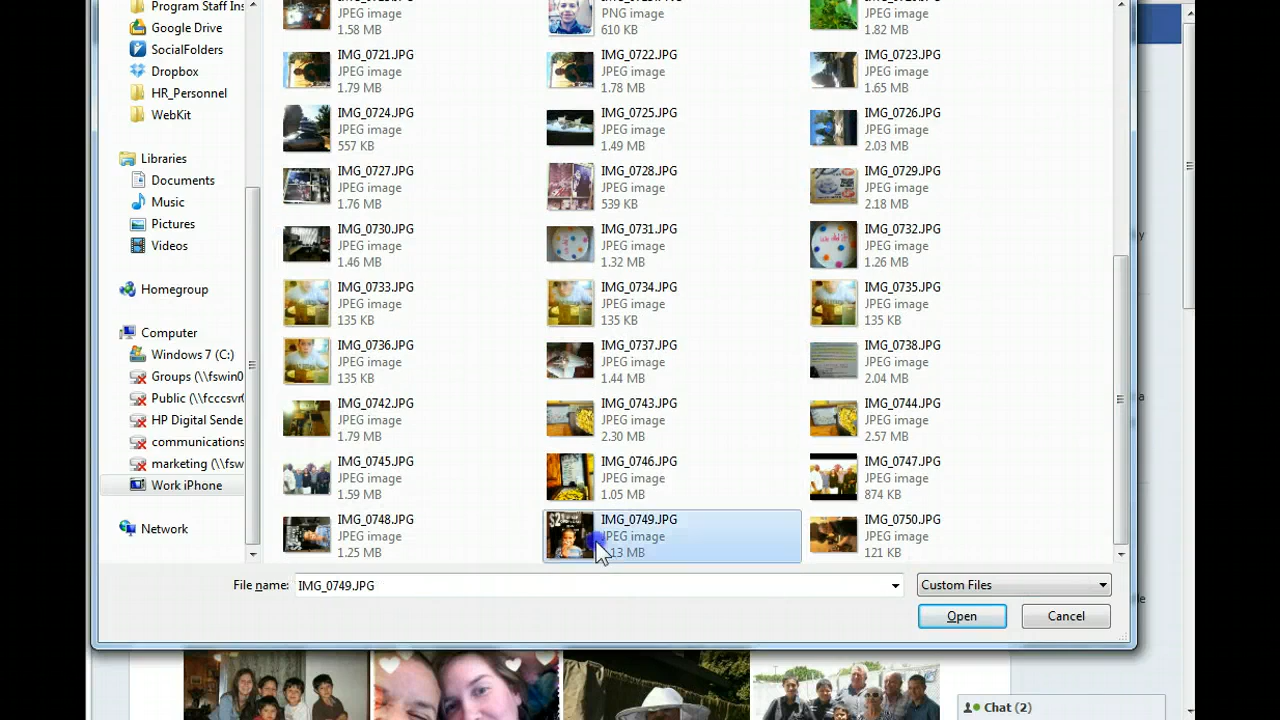 Program Staff Ins
Google Drive
SocialFolders
Dropbox
HR_Personnel
WebKit
Libraries
Documents
Music
Pictures
Videos
Homegroup
Computer
Windows 7 (C:)
Groups (\\fswin0
Public (\\fcccsvr
HP Digital Sende
communications
marketing (\\fsw
Work iPhone
Network
JPEG image
1.58 MB
PNG image
610 KB
JPEG image
1.82 MB
IMG_0721.JPG
JPEG image
1.79 MB
IMG_0722.JPG
JPEG image
1.78 MB
IMG_0723.JPG
JPEG image
1.65 MB
IMG_0724.JPG
JPEG image
557 KB
IMG_0725.JPG
JPEG image
1.49 MB
IMG_0726.JPG
JPEG image
2.03 MB
IMG_0727.JPG
JPEG image
1.76 MB
IMG_0728.JPG
JPEG image
539 KB
IMG_0729.JPG
JPEG image
2.18 MB
IMG_0730.JPG
JPEG image
1.46 MB
IMG_0731.JPG
JPEG image
1.32 MB
IMG_0732.JPG
JPEG image
1.26 MB
IMG_0733.JPG
JPEG image
135 KB
IMG_0734.JPG
JPEG image
135 KB
IMG_0735.JPG
JPEG image
135 KB
IMG_0736.JPG
JPEG image
135 KB
IMG_0737.JPG
JPEG image
1.44 MB
IMG_0738.JPG
JPEG image
2.04 MB
IMG_0742.JPG
JPEG image
1.79 MB
IMG_0743.JPG
JPEG image
2.30 MB
IMG_0744.JPG
JPEG image
2.57 MB
IMG_0745.JPG
JPEG image
1.59 MB
IMG_0746.JPG
JPEG image
1.05 MB
IMG_0747.JPG
JPEG image
874 KB
IMG_0748.JPG
JPEG image
1.25 MB
IMG_0749.JPG
JPEG image
13 MB
IMG_0750.JPG
JPEG image
121 KB
File name: IMG_0749.JPG
Custom Files
Open
Cancel
Chat (2)